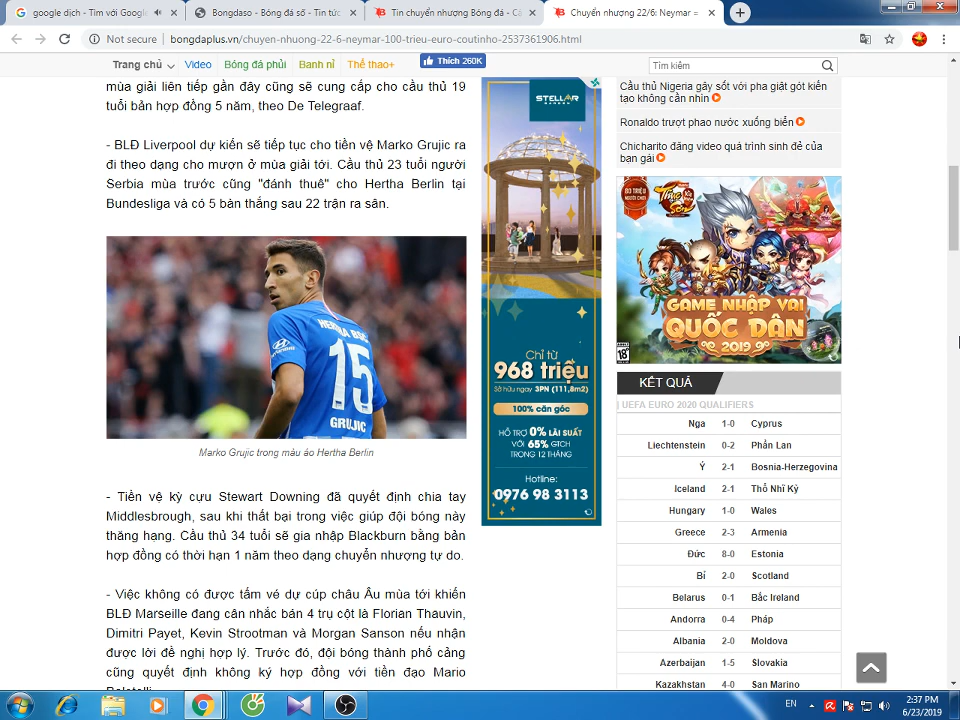 google dịch - Tìm với Googl
Bongdaso - Bóng đá số - Tin tức
Tin chuyển nhượng Bóng đá - Cá
Chuyển nhượng 22/6: Neymar =
Not secure | bongdaplus.vn/chuyen-nhuong-22-6-neymar-100-trieu-euro-coutinho-2537361906.html
Trang chủ Video Bóng đá phủi Banh nỉ Thể thao+ Thích 260K Tìm kiếm
mùa giải liên tiếp gần đây cũng sẽ cung cấp cho cầu thủ 19
tuổi bản hợp đồng 5 năm, theo De Telegraaf.
- BLĐ Liverpool dự kiến sẽ tiếp tục cho tiền vệ Marko Grujic ra
đi theo dạng cho mượn ở mùa giải tới. Cầu thủ 23 tuổi người
Serbia mùa trước cũng "đánh thuê" cho Hertha Berlin tại
Bundesliga và có 5 bàn thắng sau 22 trận ra sân.
HERTHA BSC
HYUNDAI
15
GRUJIC
Marko Grujic trong màu áo Hertha Berlin
- Tiền vệ kỳ cựu Stewart Downing đã quyết định chia tay
Middlesbrough, sau khi thất bại trong việc giúp đội bóng này
thăng hạng. Cầu thủ 34 tuổi sẽ gia nhập Blackburn bằng bản
hợp đồng có thời hạn 1 năm theo dạng chuyển nhượng tự do.
- Việc không có được tấm vé dự cúp châu Âu mùa tới khiến
BLĐ Marseille đang cân nhắc bán 4 trụ cột là Florian Thauvin,
Dimitri Payet, Kevin Strootman và Morgan Sanson nếu nhận
được lời đề nghị hợp lý. Trước đó, đội bóng thành phố cảng
cũng quyết định không ký hợp đồng với tiền đạo Mario
Balotelli
STELLAR
GARDEN
Chỉ từ
968 triệu
Sở hữu ngay 3PN (111,8m2)
100% căn góc
HỖ TRỢ 0% LÃI SUẤT
VỚI 65% GTCH
TRONG 12 THÁNG
Hotline:
0976 98 3113
Cầu thủ Nigeria gây sốt với pha giật gót kiến
tạo không cần nhìn
Ronaldo trượt phao nước xuống biển
Chicharito đăng video quá trình sinh đẻ của
bạn gái
80 TRIỆU
NGƯỜI CHƠI
GAME NHẬP VAI
QUỐC DÂN
2019
18+
KẾT QUẢ
| UEFA EURO 2020 QUALIFIERS
Nga 1-0 Cyprus
Liechtenstein 0-2 Phần Lan
Ý 2-1 Bosnia-Herzegovina
Iceland 2-1 Thổ Nhĩ Kỳ
Hungary 1-0 Wales
Greece 2-3 Armenia
Đức 8-0 Estonia
Bỉ 2-0 Scotland
Belarus 0-1 Bắc Ireland
Andorra 0-4 Pháp
Albania 2-0 Moldova
Azerbaijan 1-5 Slovakia
Kazakhstan 4-0 San Marino
EN
2:37 PM
6/23/2019